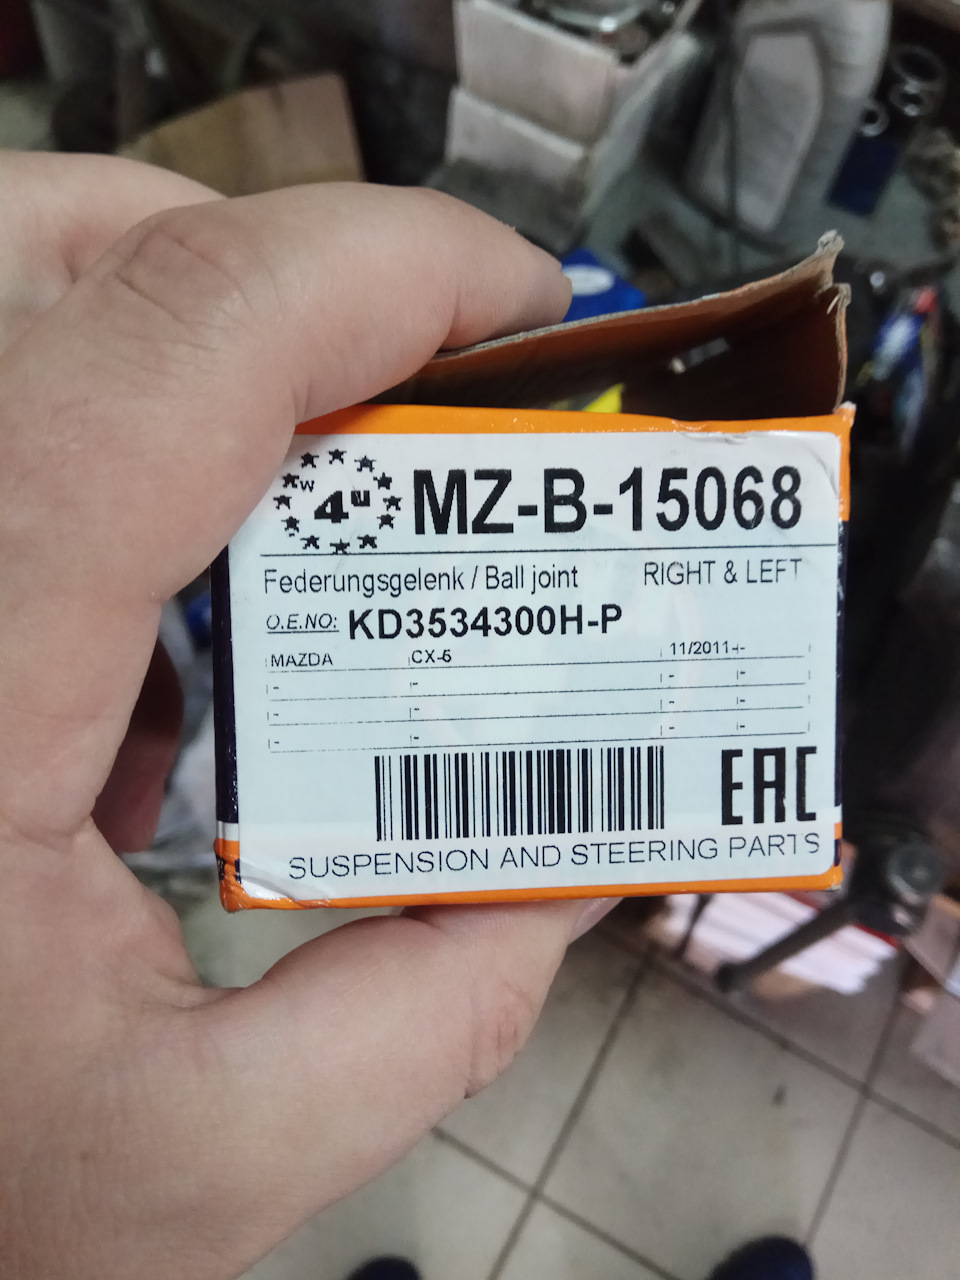 W4U MZ-B-15068
Federungsgelenk / Ball joint RIGHT & LEFT
O.E.NO: KD3534300H-P
MAZDA CX-5 11/2011--
- - - -
- - - -
- - - -
EAC
SUSPENSION AND STEERING PARTS